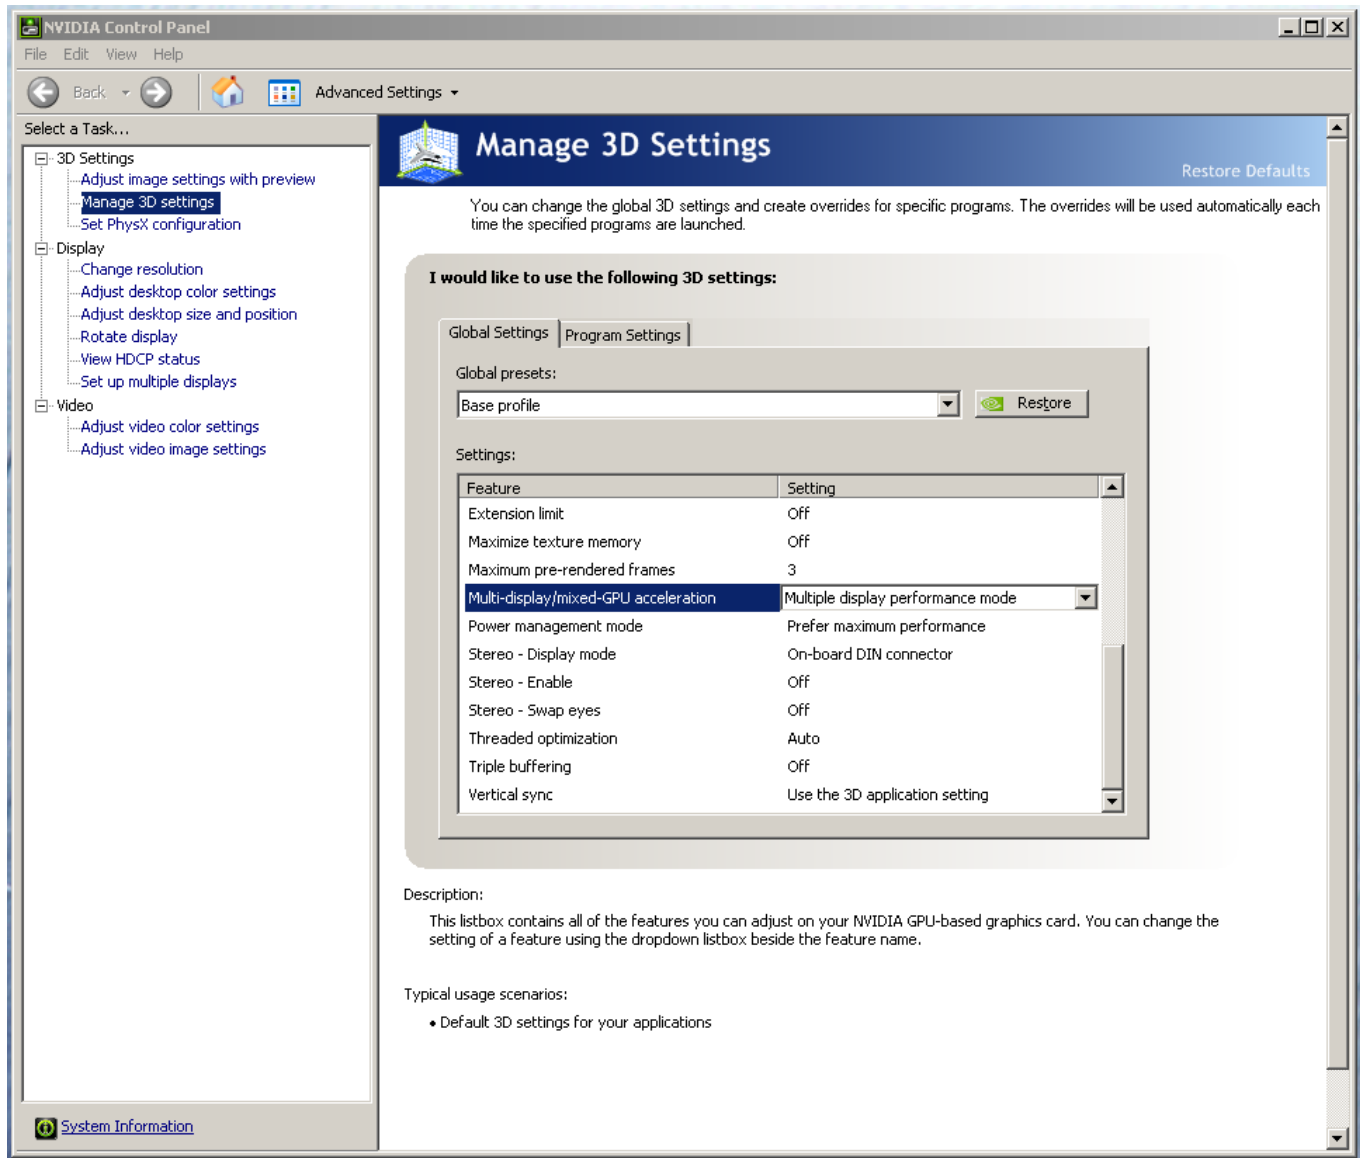 NVIDIA Control Panel
File Edit View Help
Back Advanced Settings
Select a Task...
3D Settings
Adjust image settings with preview
Manage 3D settings
Set PhysX configuration
Display
Change resolution
Adjust desktop color settings
Adjust desktop size and position
Rotate display
View HDCP status
Set up multiple displays
Video
Adjust video color settings
Adjust video image settings
System Information
Manage 3D Settings
Restore Defaults
You can change the global 3D settings and create overrides for specific programs. The overrides will be used automatically each
time the specified programs are launched.
I would like to use the following 3D settings:
Global Settings Program Settings
Global presets:
Base profile Restore
Settings:
Feature Setting
Extension limit Off
Maximize texture memory Off
Maximum pre-rendered frames 3
Multi-display/mixed-GPU acceleration Multiple display performance mode
Power management mode Prefer maximum performance
Stereo - Display mode On-board DIN connector
Stereo - Enable Off
Stereo - Swap eyes Off
Threaded optimization Auto
Triple buffering Off
Vertical sync Use the 3D application setting
Description:
This listbox contains all of the features you can adjust on your NVIDIA GPU-based graphics card. You can change the
setting of a feature using the dropdown listbox beside the feature name.
Typical usage scenarios:
• Default 3D settings for your applications